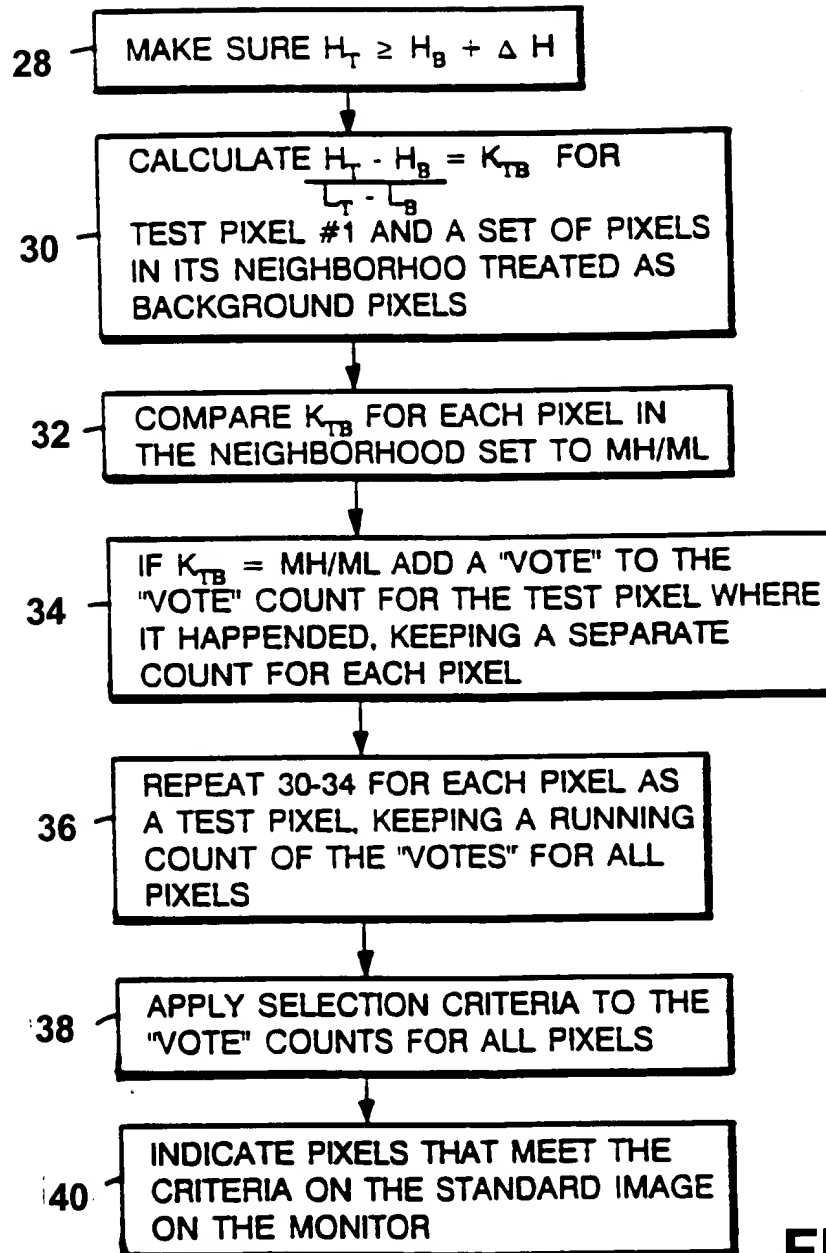 28
MAKE SURE H_T ≥ H_B + Δ H
30
CALCULATE H_T - H_B = K_TB FOR
L_T - L_B
TEST PIXEL #1 AND A SET OF PIXELS
IN ITS NEIGHBORHOO TREATED AS
BACKGROUND PIXELS
32
COMPARE K_TB FOR EACH PIXEL IN
THE NEIGHBORHOOD SET TO MH/ML
34
IF K_TB = MH/ML ADD A "VOTE" TO THE
"VOTE" COUNT FOR THE TEST PIXEL WHERE
IT HAPPENDED, KEEPING A SEPARATE
COUNT FOR EACH PIXEL
36
REPEAT 30-34 FOR EACH PIXEL AS
A TEST PIXEL, KEEPING A RUNNING
COUNT OF THE "VOTES" FOR ALL
PIXELS
38
APPLY SELECTION CRITERIA TO THE
"VOTE" COUNTS FOR ALL PIXELS
40
INDICATE PIXELS THAT MEET THE
CRITERIA ON THE STANDARD IMAGE
ON THE MONITOR